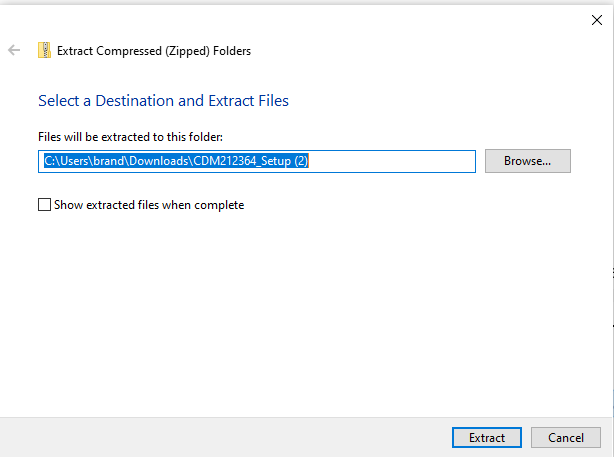 Extract Compressed (Zipped) Folders
Select a Destination and Extract Files
Files will be extracted to this folder:
C:\Users\brand\Downloads\CDM212364_Setup (2)
Browse...
Show extracted files when complete
Extract
Cancel